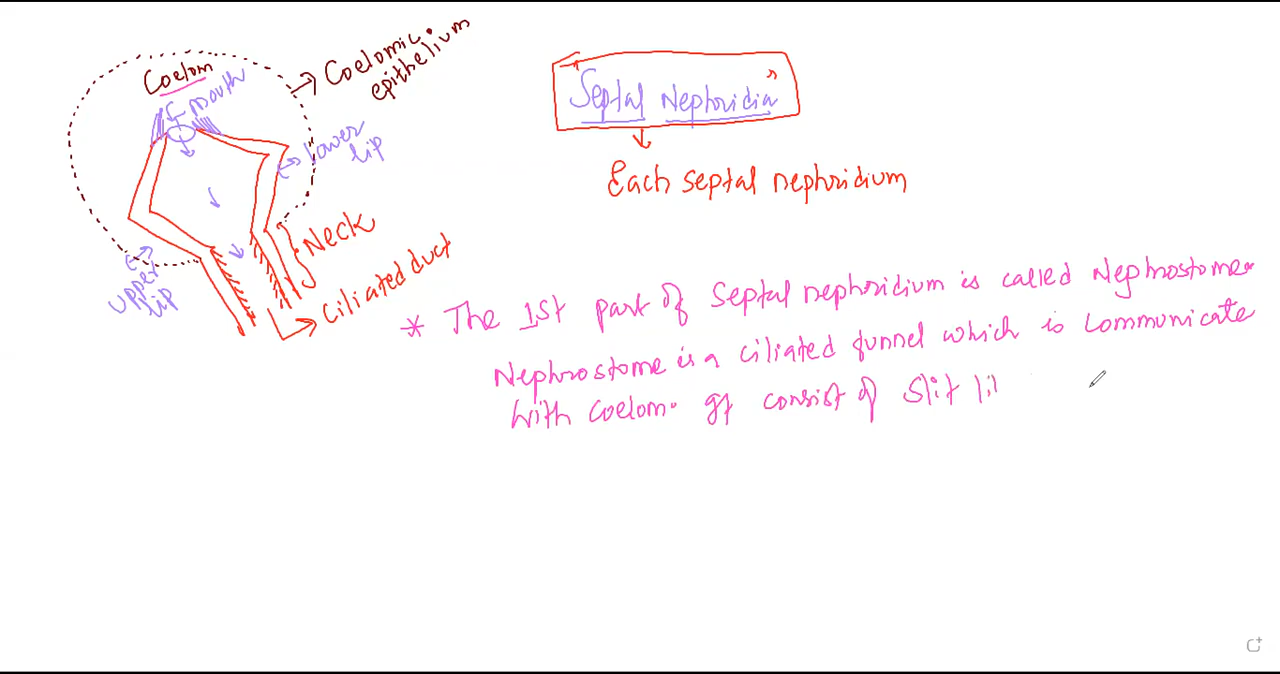 Coelom
mouth
Coelomic
epithelium
lower
lip
upper
lip
Neck
Ciliated duct
Septal Nephridia
Each septal nephridium
* The 1st part of Septal nephridium is called Nephrostome.
Nephrostome is a ciliated funnel which is communicate
with coelom. It consist of Slit li